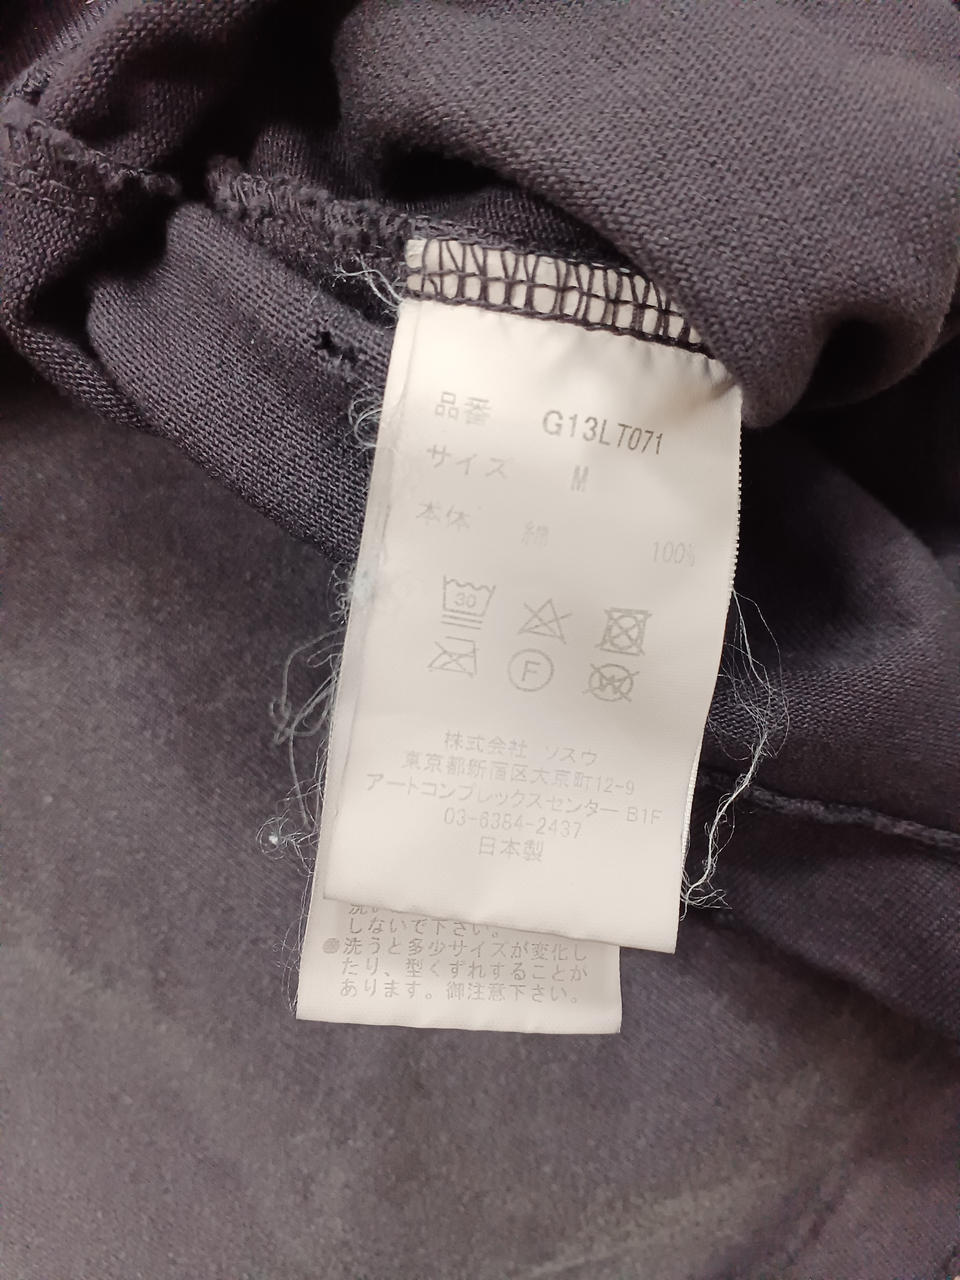 品番 G13LT071
サイズ M
本体 綿 100%
30
F
W
株式会社 ソスウ
東京都新宿区大京町12-9
アートコンプレックスセンター B1F
03-6384-2437
日本製
しないで下さい。
●洗うと多少サイズが変化し
たり、型くずれすることが
あります。御注意下さい。